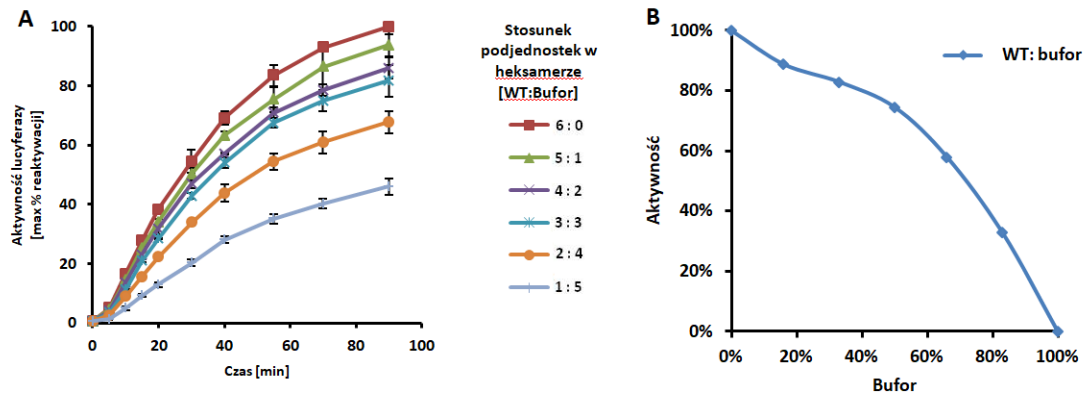 A
Aktywność lucyferazy
[max % reaktywacji]
100
80
60
40
20
0
0
20
40
60
80
100
Czas [min]
Stosunek
podjednostek w
heksamerze
[WT:Bufor]
6 : 0
5 : 1
4 : 2
3 : 3
2 : 4
1 : 5
B
Aktywność
100%
80%
60%
40%
20%
0%
0%
20%
40%
60%
80%
100%
Bufor
WT: bufor